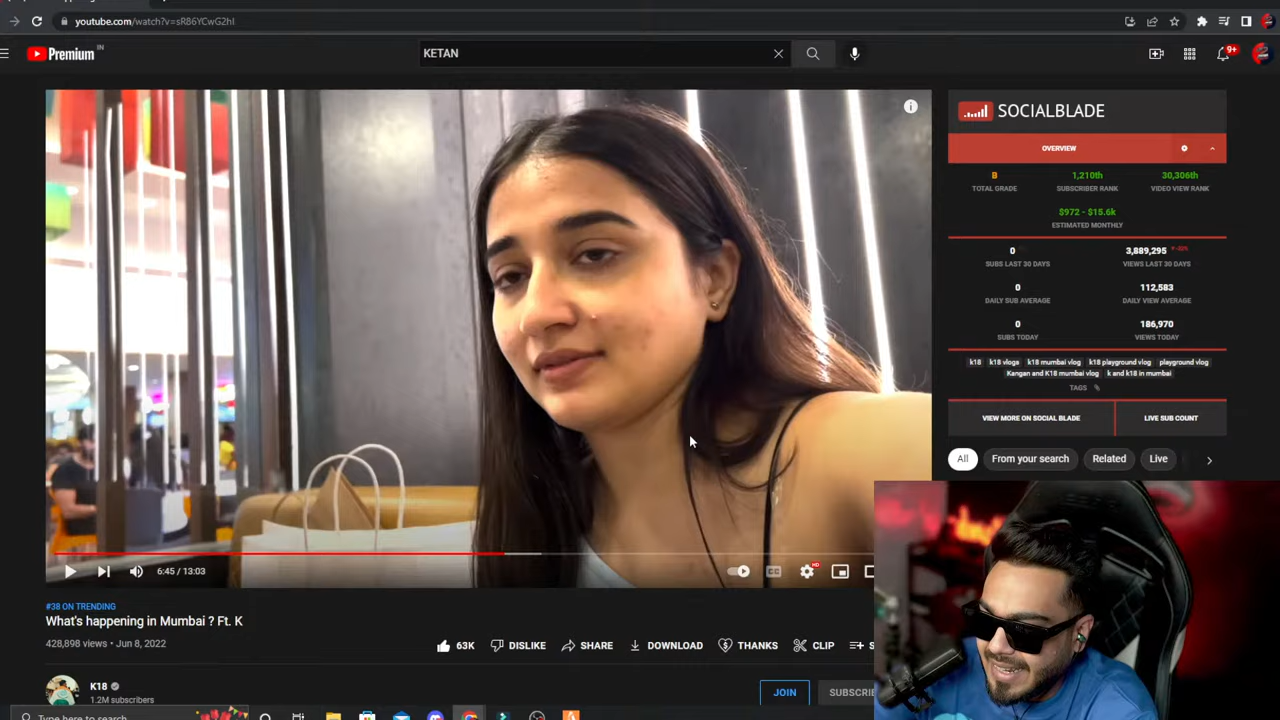 youtube.com/watch?v=sR86YCwG2hI
Premium IN
KETAN
9+
SOCIALBLADE
OVERVIEW
B
TOTAL GRADE
1,210th
SUBSCRIBER RANK
30,306th
VIDEO VIEW RANK
$972 - $15.6k
ESTIMATED MONTHLY
0
SUBS LAST 30 DAYS
3,889,295
VIEWS LAST 30 DAYS
0
DAILY SUB AVERAGE
112,583
DAILY VIEW AVERAGE
0
SUBS TODAY
186,970
VIEWS TODAY
k18 k18 vloga k18 mumbai vlog k18 playground vlog playground vlog
Kangan and K18 mumbai vlog k and k18 in mumbai
TAGS
VIEW MORE ON SOCIAL BLADE
LIVE SUB COUNT
All
From your search
Related
Live
6:45 / 13:03
CC
HD
#38 ON TRENDING
What's happening in Mumbai ? Ft. K
428,898 views • Jun 8, 2022
63K
DISLIKE
SHARE
DOWNLOAD
THANKS
CLIP
K18
1.2M subscribers
JOIN
Type here to search